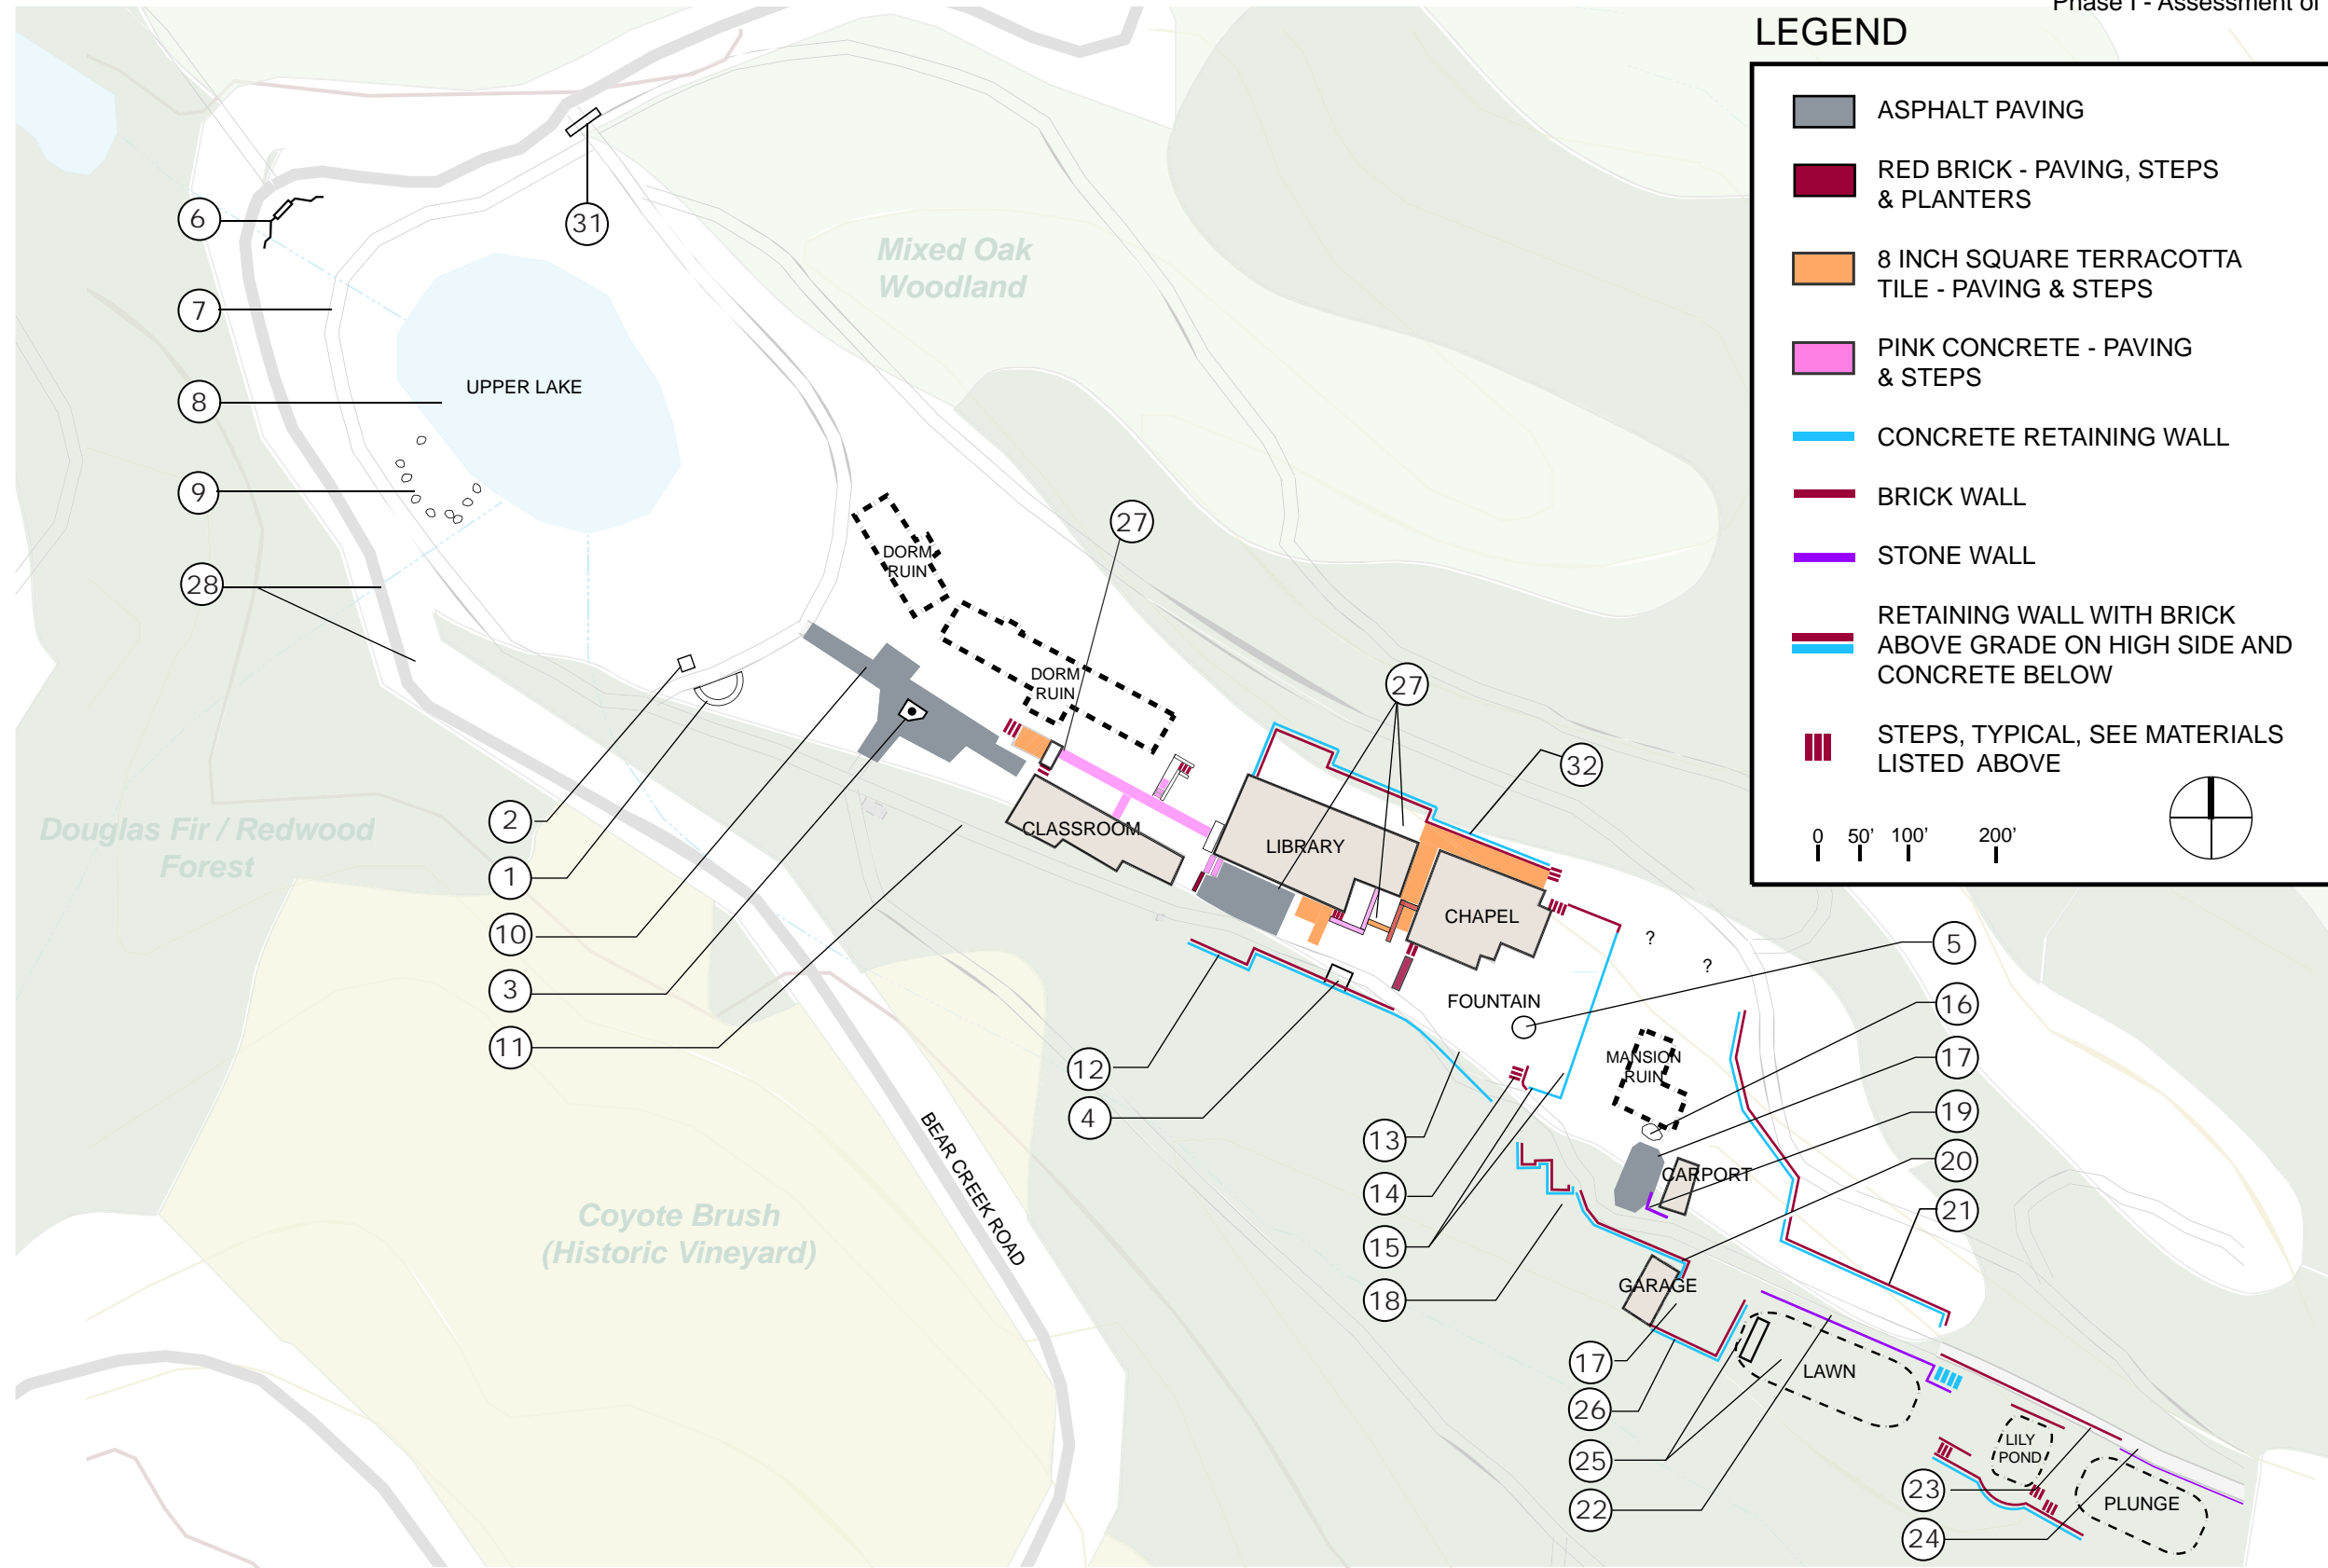 Phase I - Assessment of
LEGEND
ASPHALT PAVING
RED BRICK - PAVING, STEPS
& PLANTERS
8 INCH SQUARE TERRACOTTA
TILE - PAVING & STEPS
PINK CONCRETE - PAVING
& STEPS
CONCRETE RETAINING WALL
BRICK WALL
STONE WALL
RETAINING WALL WITH BRICK
ABOVE GRADE ON HIGH SIDE AND
CONCRETE BELOW
STEPS, TYPICAL, SEE MATERIALS
LISTED ABOVE
0 50' 100' 200'
6
31
7
8
9
28
UPPER LAKE
Mixed Oak
Woodland
27
DORM
RUIN
DORM
RUIN
27
32
2
1
10
3
11
CLASSROOM
LIBRARY
CHAPEL
Douglas Fir / Redwood
Forest
?
?
5
FOUNTAIN
16
17
19
20
21
12
4
MANSION
RUIN
13
14
15
18
CARPORT
GARAGE
BEAR CREEK ROAD
Coyote Brush
(Historic Vineyard)
17
26
25
22
LAWN
LILY
POND
23
24
PLUNGE